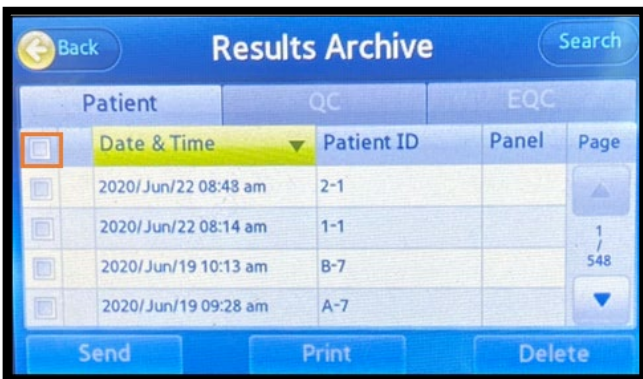 Back Results Archive Search
Patient QC EQC
Date & Time Patient ID Panel Page
2020/Jun/22 08:48 am 2-1
2020/Jun/22 08:14 am 1-1
1
/
548
2020/Jun/19 10:13 am B-7
2020/Jun/19 09:28 am A-7
Send Print Delete